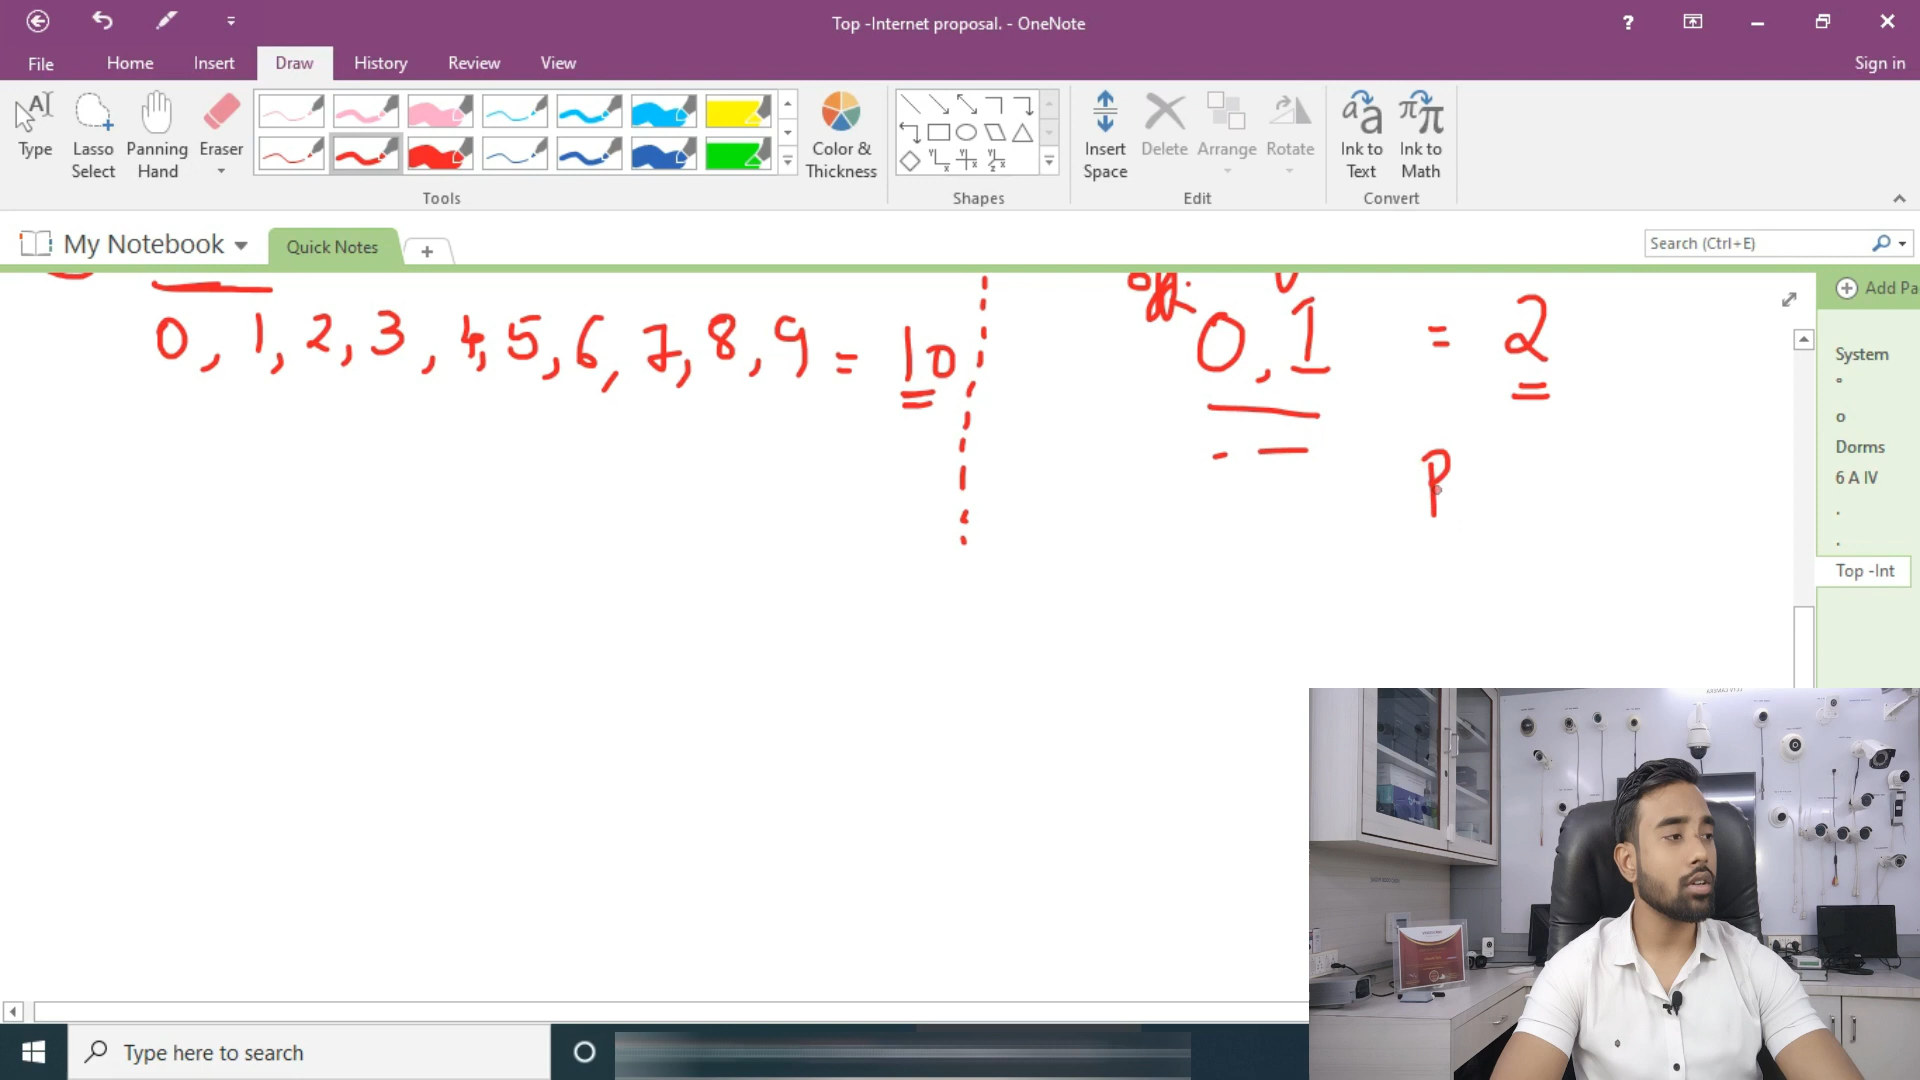 Top -Internet proposal. - OneNote
?
File Home Insert Draw History Review View Sign in
Type
Lasso Select
Panning Hand
Eraser
Color & Thickness
Insert Space
Delete
Arrange
Rotate
Ink to Text
Ink to Math
Tools Shapes Edit Convert
My Notebook Quick Notes + Search (Ctrl+E)
Add Pa
0, 1, 2, 3, 4, 5, 6, 7, 8, 9 = 10
0, 1 = 2
P
System
o
Dorms
6 A IV
.
.
Top -Int
Type here to search